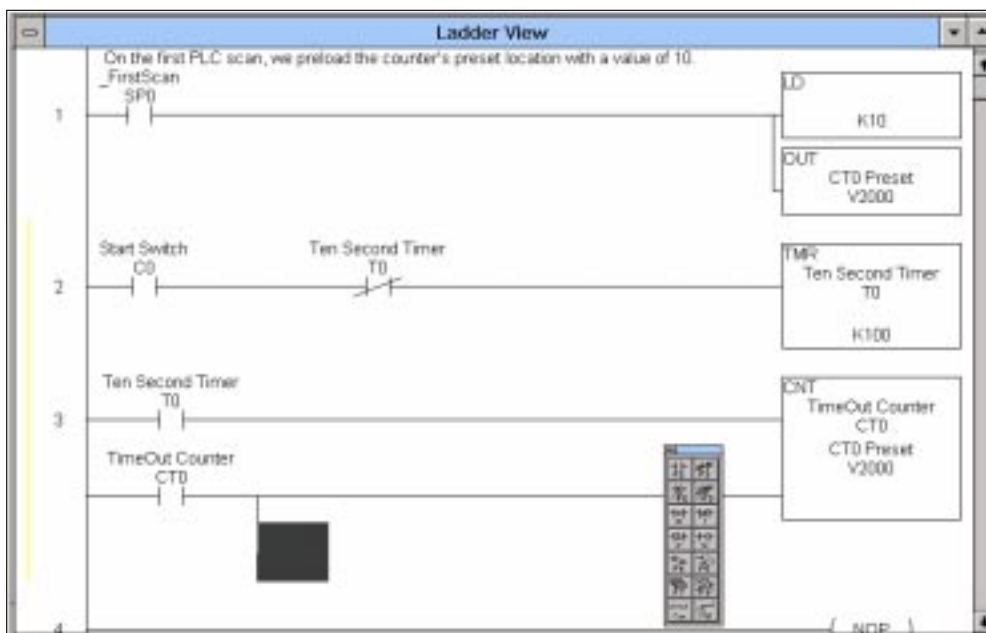 Ladder View
On the first PLC scan, we preload the counter's preset location with a value of 10.
_FirstScan
SP0
1
LD
K10
OUT
CT0 Preset
V2000
Start Switch
C0
Ten Second Timer
T0
2
TMR
Ten Second Timer
T0
K100
Ten Second Timer
T0
3
CNT
TimeOut Counter
CT0
CT0 Preset
V2000
TimeOut Counter
CT0
4
NOP